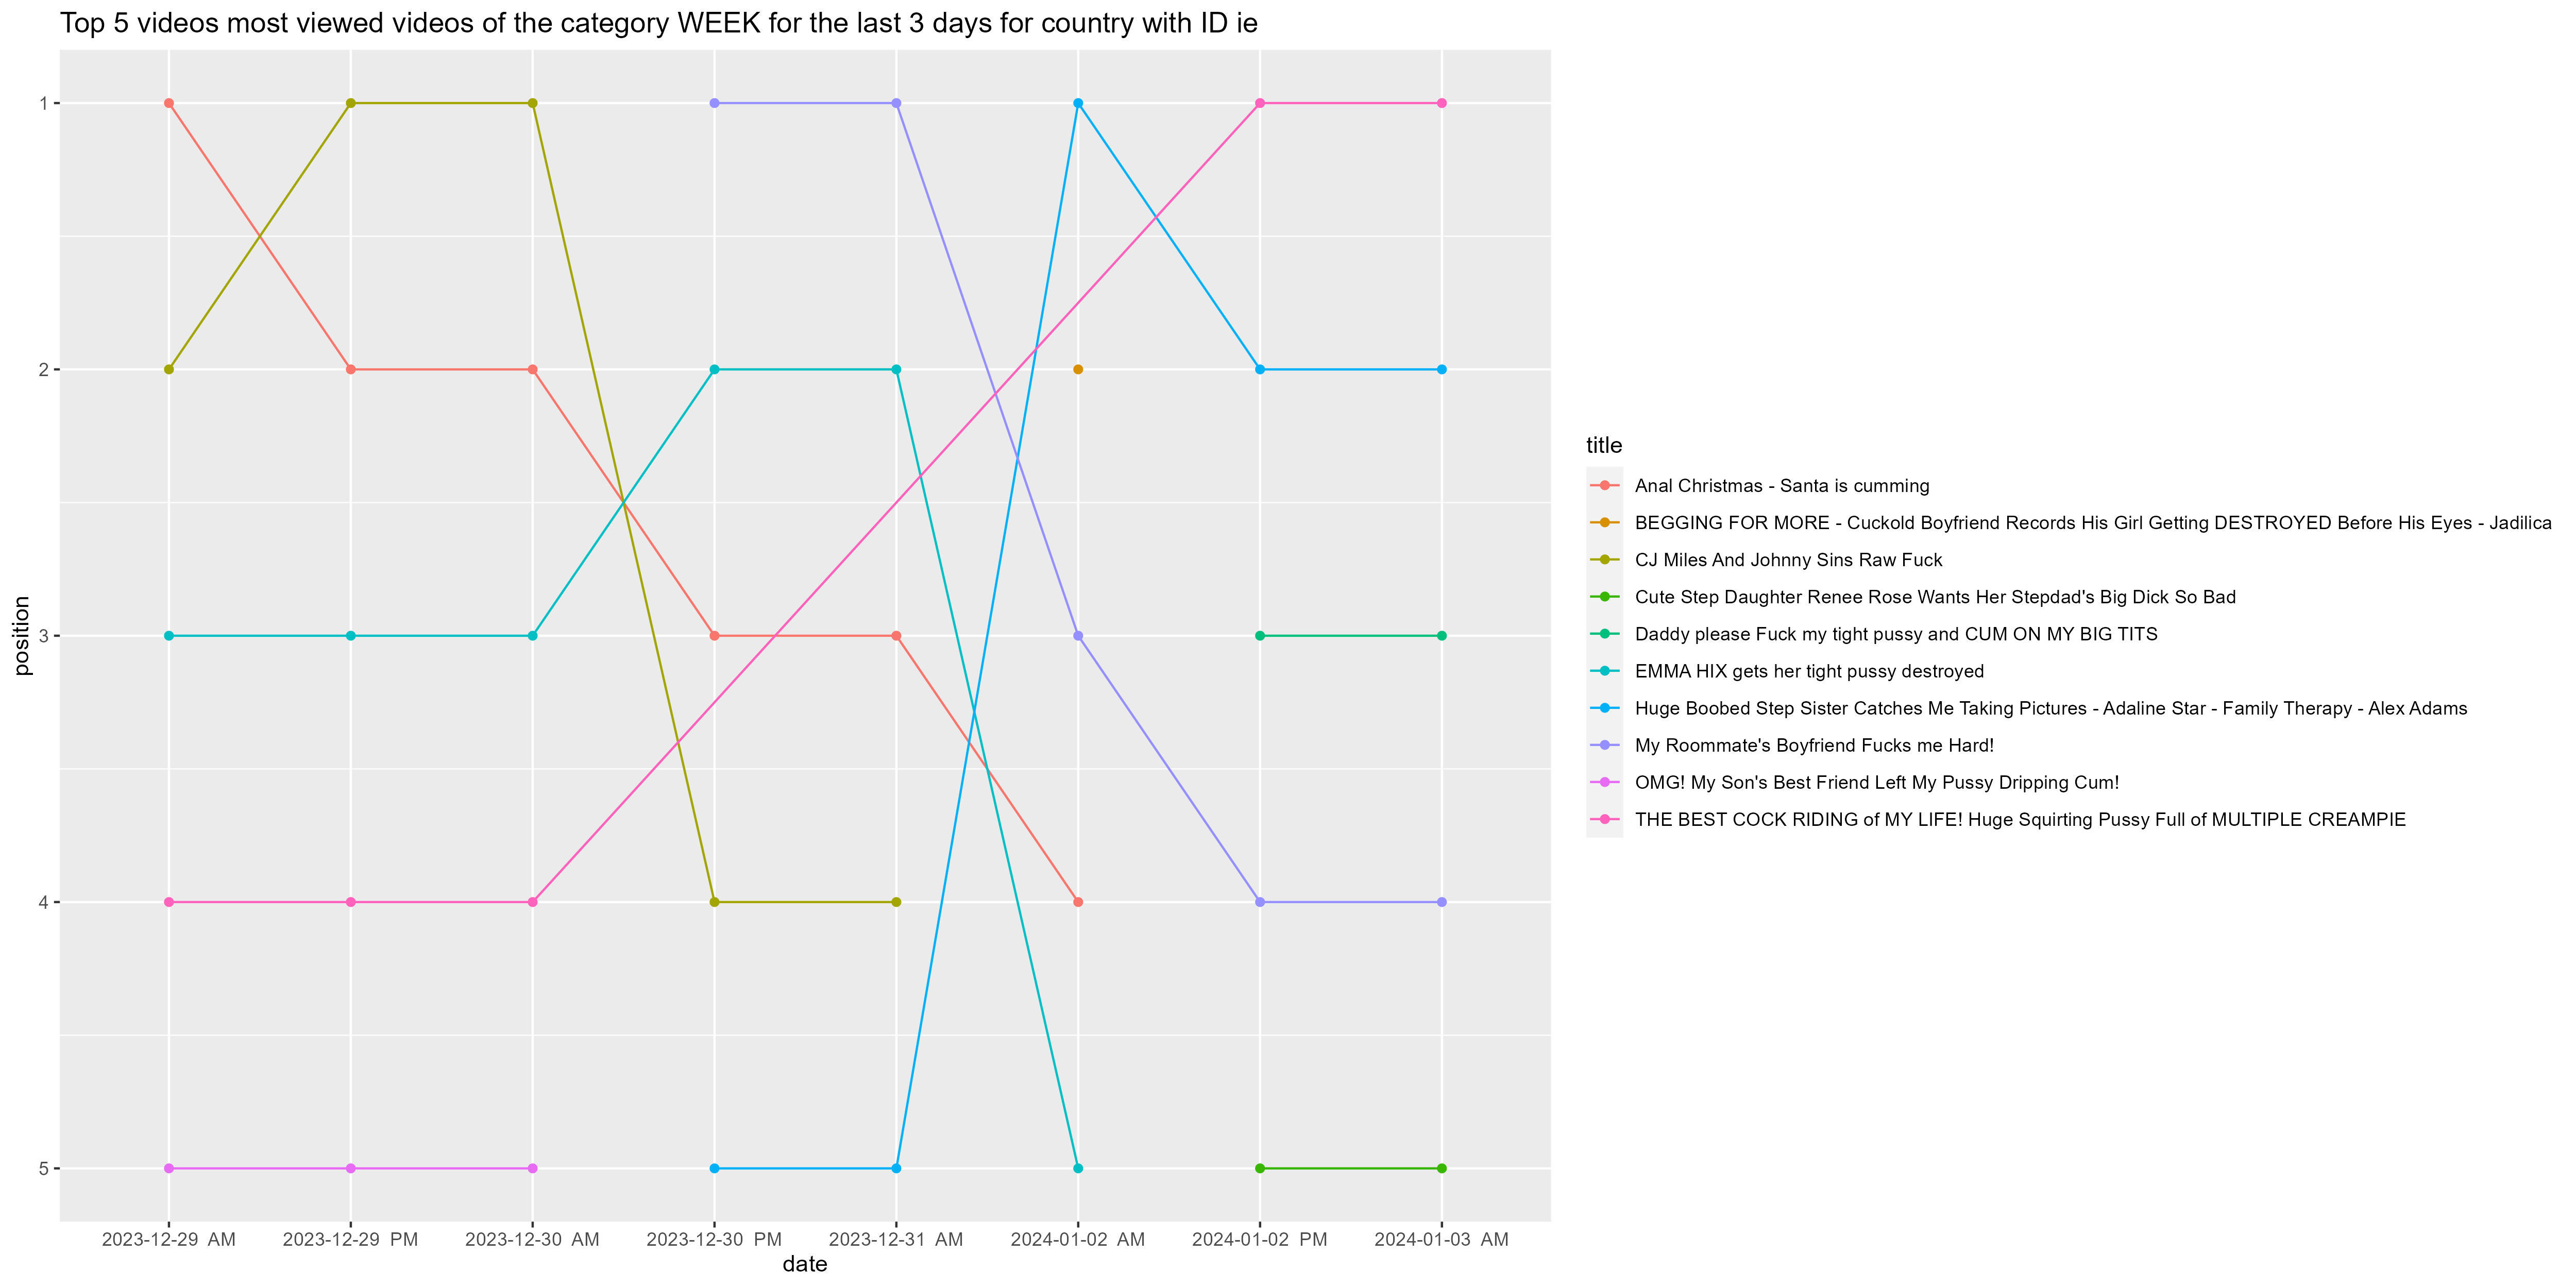 Top 5 videos most viewed videos of the category WEEK for the last 3 days for country with ID ie
position
1
2
3
4
5
2023-12-29 AM
2023-12-29 PM
2023-12-30 AM
2023-12-30 PM
2023-12-31 AM
2024-01-02 AM
2024-01-02 PM
2024-01-03 AM
date
title
Anal Christmas - Santa is cumming
BEGGING FOR MORE - Cuckold Boyfriend Records His Girl Getting DESTROYED Before His Eyes - Jadilica
CJ Miles And Johnny Sins Raw Fuck
Cute Step Daughter Renee Rose Wants Her Stepdad's Big Dick So Bad
Daddy please Fuck my tight pussy and CUM ON MY BIG TITS
EMMA HIX gets her tight pussy destroyed
Huge Boobed Step Sister Catches Me Taking Pictures - Adaline Star - Family Therapy - Alex Adams
My Roommate's Boyfriend Fucks me Hard!
OMG! My Son's Best Friend Left My Pussy Dripping Cum!
THE BEST COCK RIDING of MY LIFE! Huge Squirting Pussy Full of MULTIPLE CREAMPIE